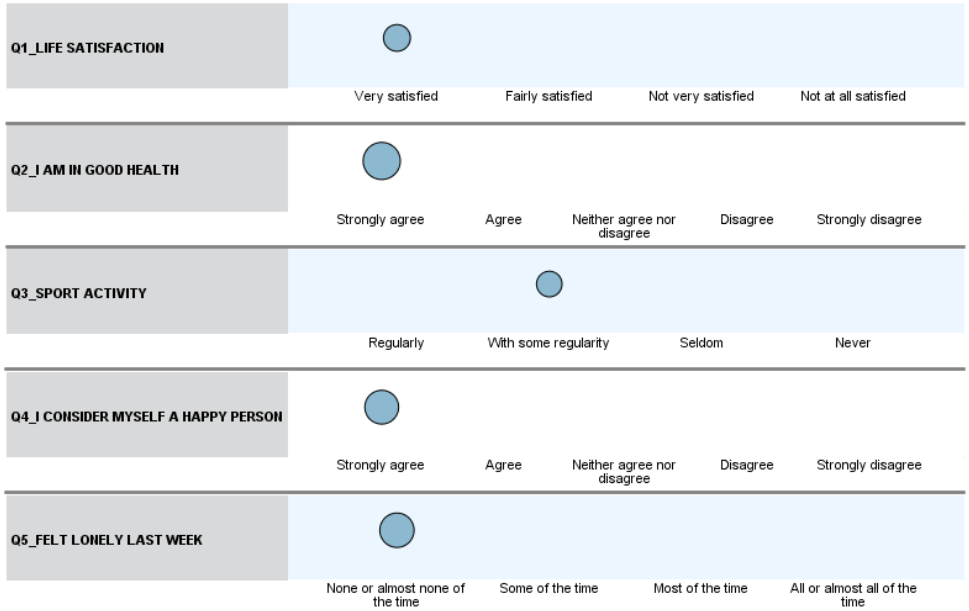 Q1_LIFE SATISFACTION
Very satisfied Fairly satisfied Not very satisfied Not at all satisfied
Q2_I AM IN GOOD HEALTH
Strongly agree Agree Neither agree nor disagree Disagree Strongly disagree
Q3_SPORT ACTIVITY
Regularly With some regularity Seldom Never
Q4_I CONSIDER MYSELF A HAPPY PERSON
Strongly agree Agree Neither agree nor disagree Disagree Strongly disagree
Q5_FELT LONELY LAST WEEK
None or almost none of the time Some of the time Most of the time All or almost all of the time